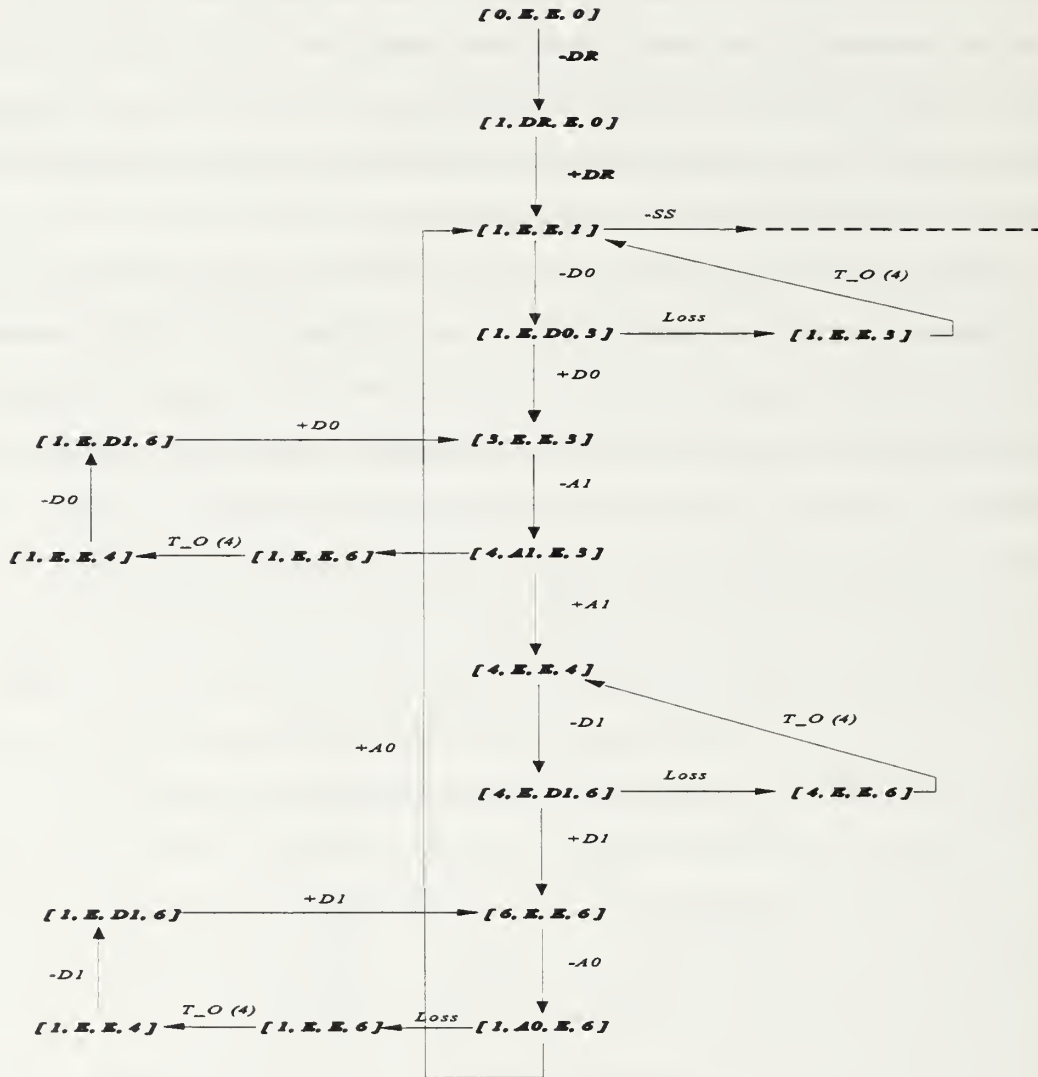 [ 0, E, E, 0 ]
-DR
[ 1, DR, E, 0 ]
+DR
[ 1, E, E, 1 ]
-SS
-D0
T_O (4)
[ 1, E, D0, 3 ]
Loss
[ 1, E, E, 3 ]
+D0
[ 1, E, D1, 6 ]
+D0
[ 3, E, E, 3 ]
-D0
-A1
[ 1, E, E, 4 ]
T_O (4)
[ 1, E, E, 6 ]
[ 4, A1, E, 3 ]
+A1
[ 4, E, E, 4 ]
T_O (4)
-D1
+A0
[ 4, E, D1, 6 ]
Loss
[ 4, E, E, 6 ]
+D1
[ 1, E, D1, 6 ]
+D1
[ 6, E, E, 6 ]
-D1
-A0
[ 1, E, E, 4 ]
T_O (4)
[ 1, E, E, 6 ]
Loss
[ 1, A0, E, 6 ]